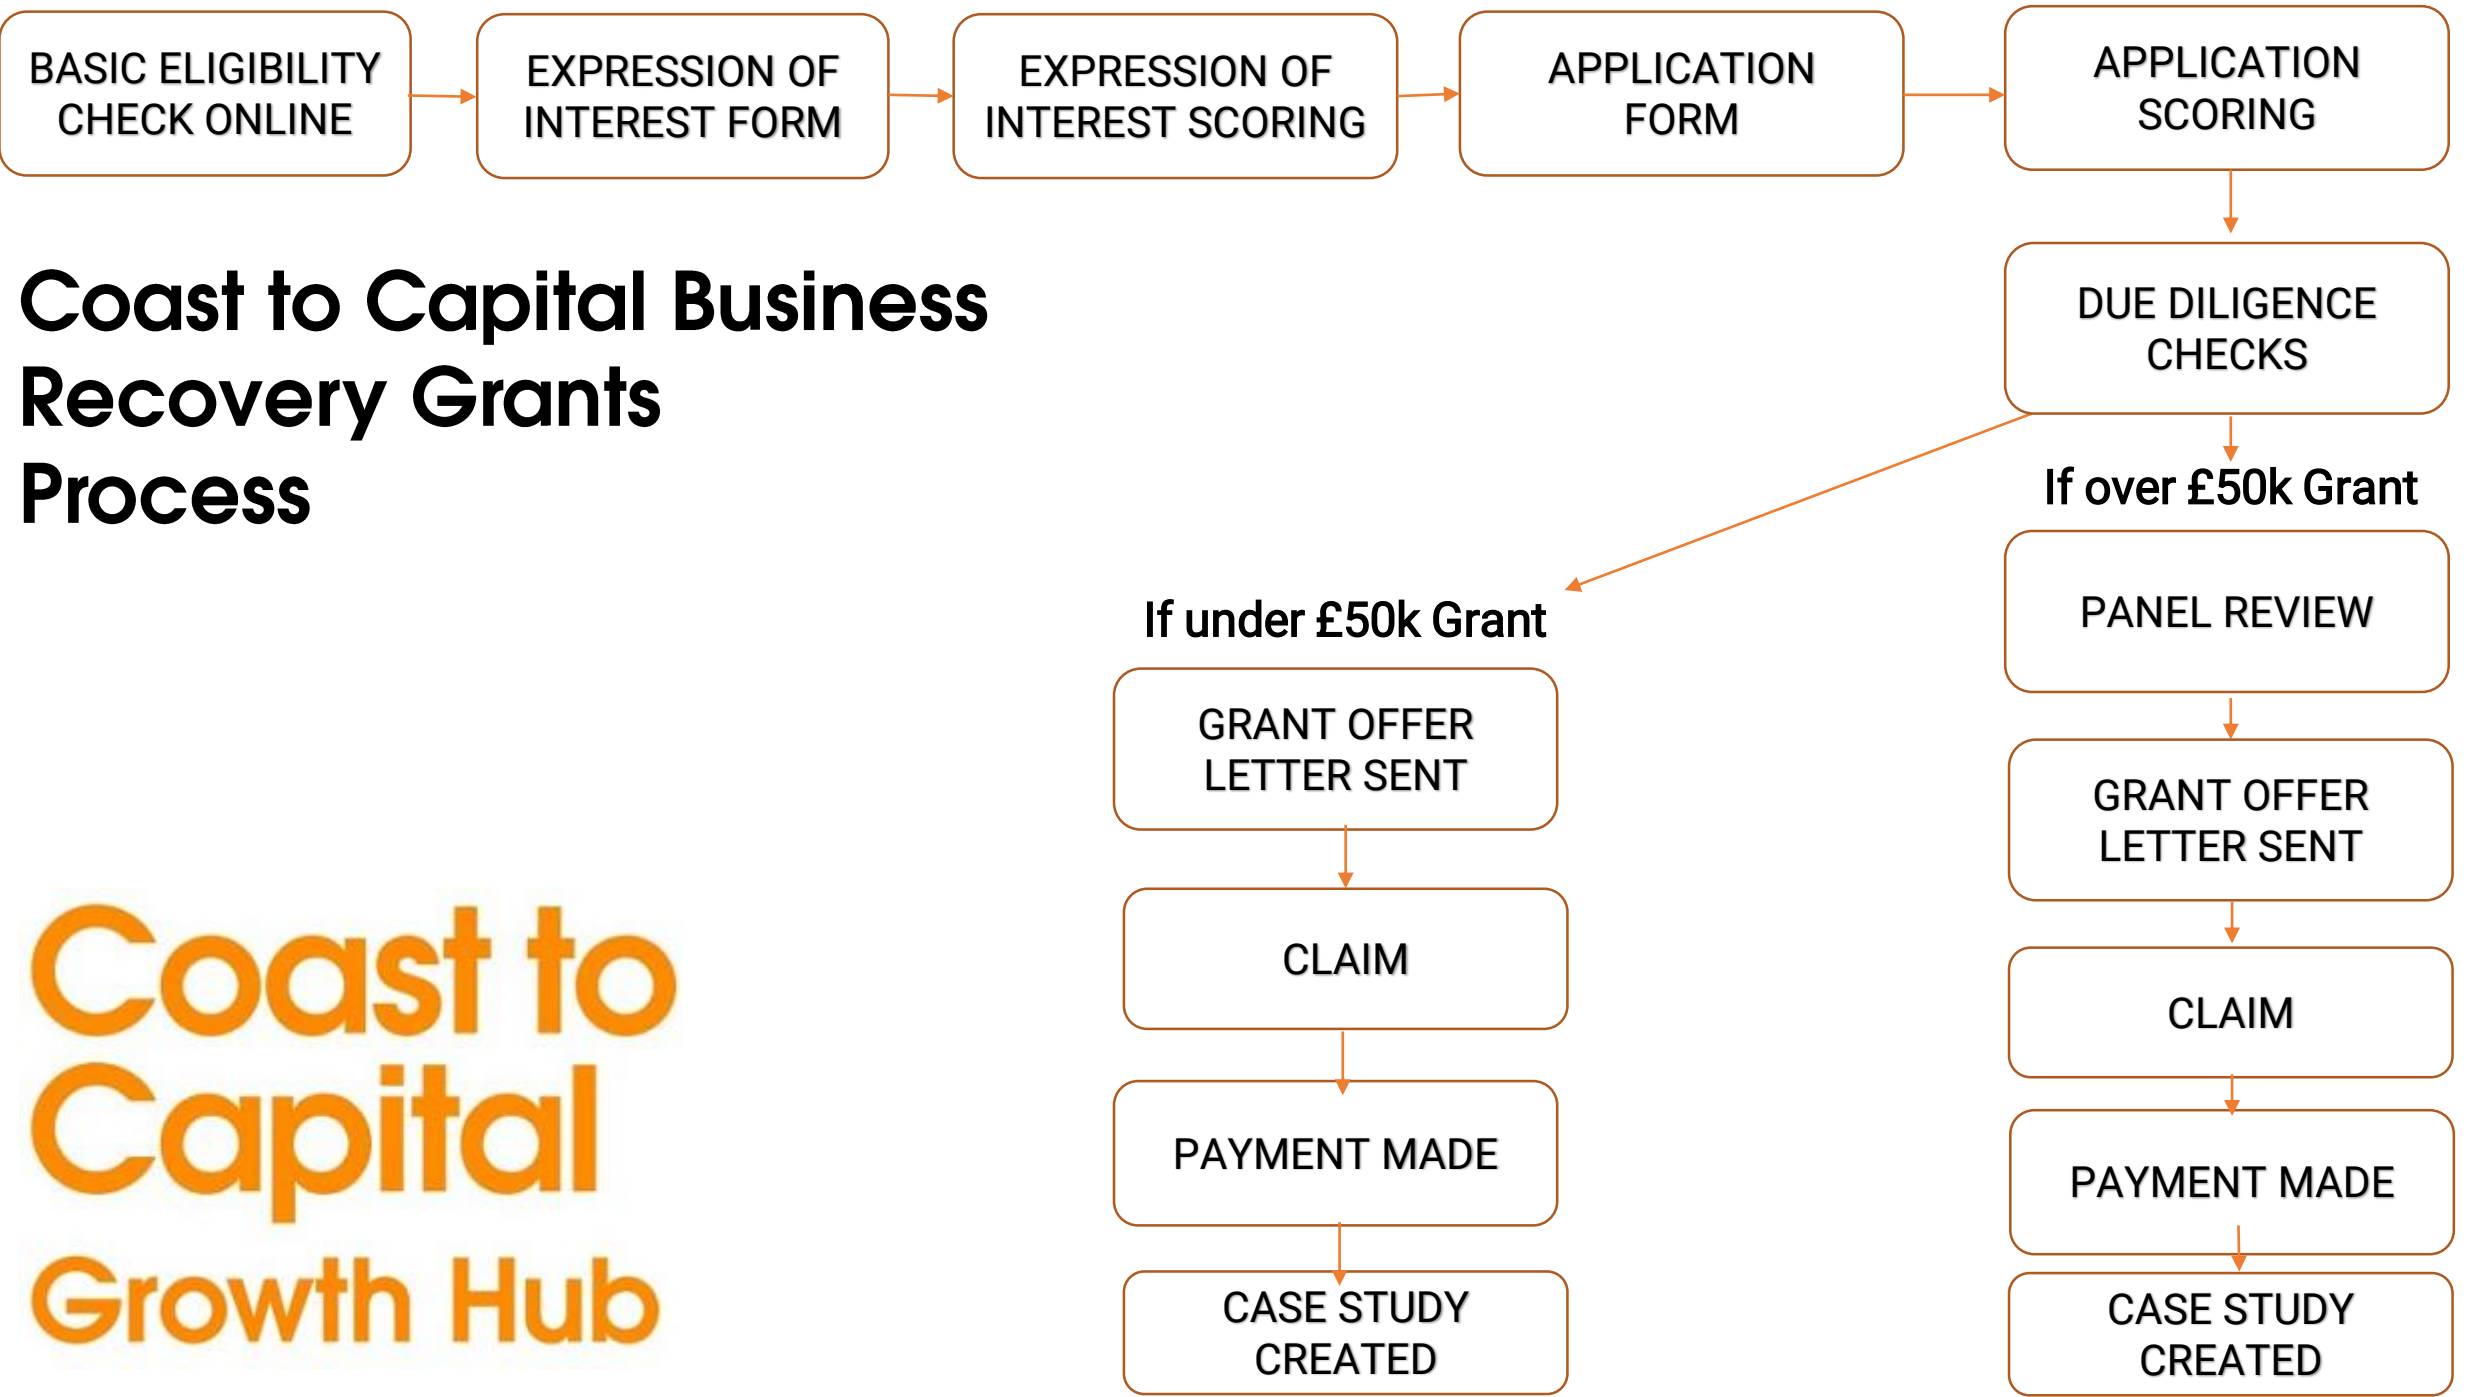 BASIC ELIGIBILITY
CHECK ONLINE
EXPRESSION OF
INTEREST FORM
EXPRESSION OF
INTEREST SCORING
APPLICATION
FORM
APPLICATION
SCORING
Coast to Capital Business
Recovery Grants
Process
DUE DILIGENCE
CHECKS
If over £50k Grant
PANEL REVIEW
GRANT OFFER
LETTER SENT
CLAIM
PAYMENT MADE
CASE STUDY
CREATED
If under £50k Grant
GRANT OFFER
LETTER SENT
CLAIM
PAYMENT MADE
CASE STUDY
CREATED
Coast to
Capital
Growth Hub